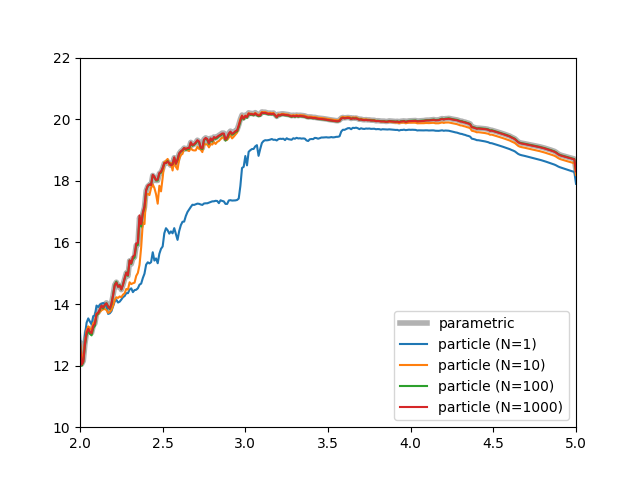 22
20
18
16
14
12
10
2.0 2.5 3.0 3.5 4.0 4.5 5.0
parametric
particle (N=1)
particle (N=10)
particle (N=100)
particle (N=1000)